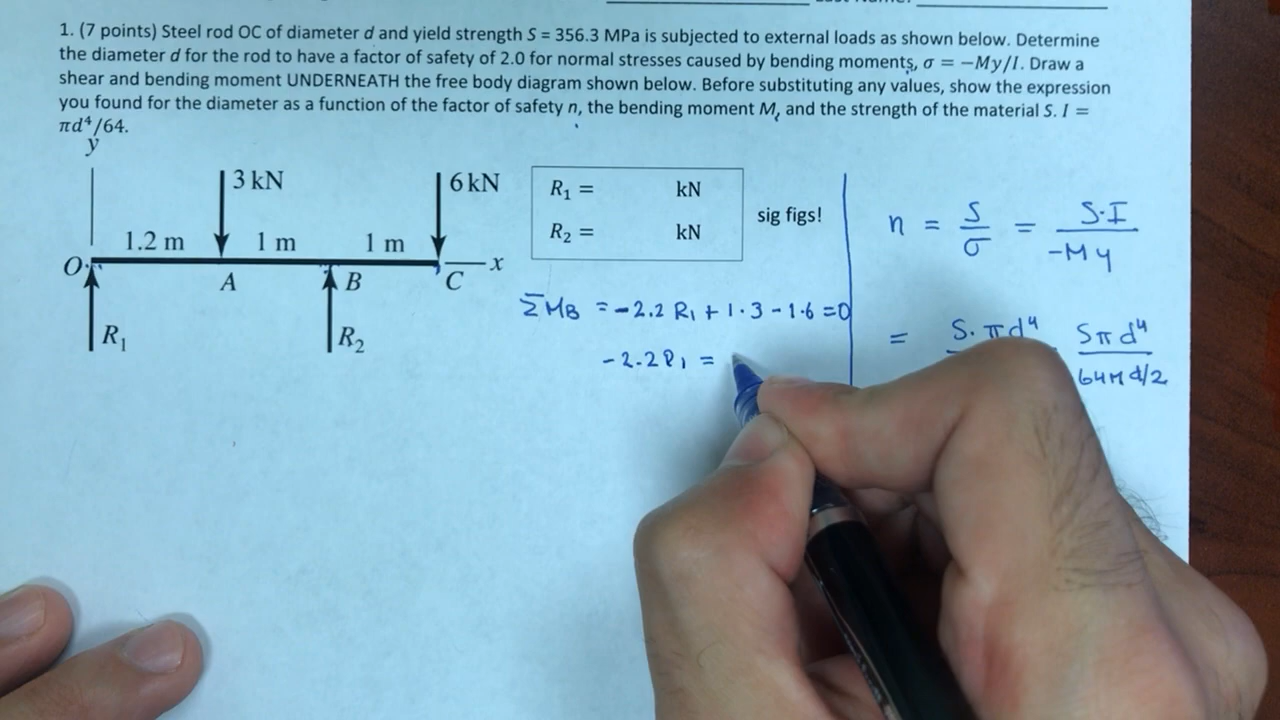 1. (7 points) Steel rod OC of diameter d and yield strength S = 356.3 MPa is subjected to external loads as shown below. Determine
the diameter d for the rod to have a factor of safety of 2.0 for normal stresses caused by bending moments, σ = −My/I. Draw a
shear and bending moment UNDERNEATH the free body diagram shown below. Before substituting any values, show the expression
you found for the diameter as a function of the factor of safety n, the bending moment M, and the strength of the material S. I =
πd⁴/64.
y
3 kN
6 kN
1.2 m
1 m
1 m
O
A
B
C
x
R₁
R₂
R₁ = kN
R₂ = kN
sig figs!
ΣMB = -2.2 R₁ + 1·3 - 1·6 = 0
-2.2R₁ =
n = S/σ = S·I/-My
= S·πd⁴ Sπd⁴/64Md/2